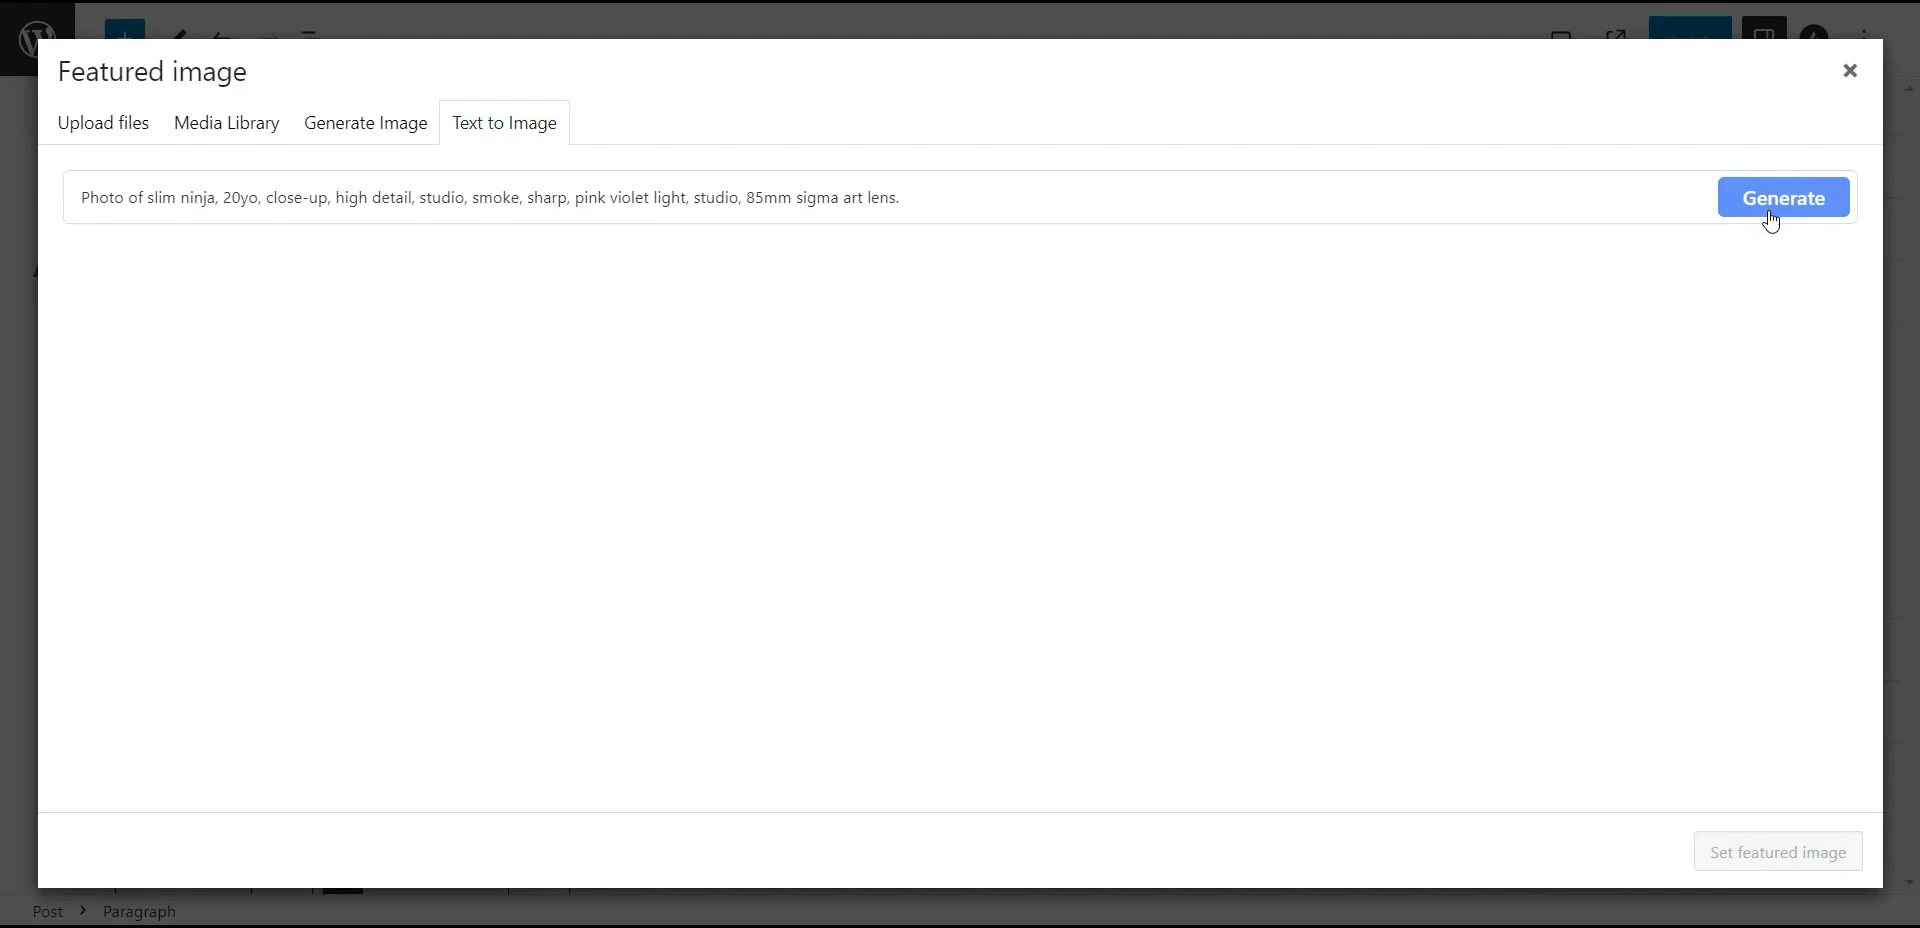 Featured image
Upload files
Media Library
Generate Image
Text to Image
Photo of slim ninja, 20yo, close-up, high detail, studio, smoke, sharp, pink violet light, studio, 85mm sigma art lens.
Generate
Set featured image
Post > Paragraph